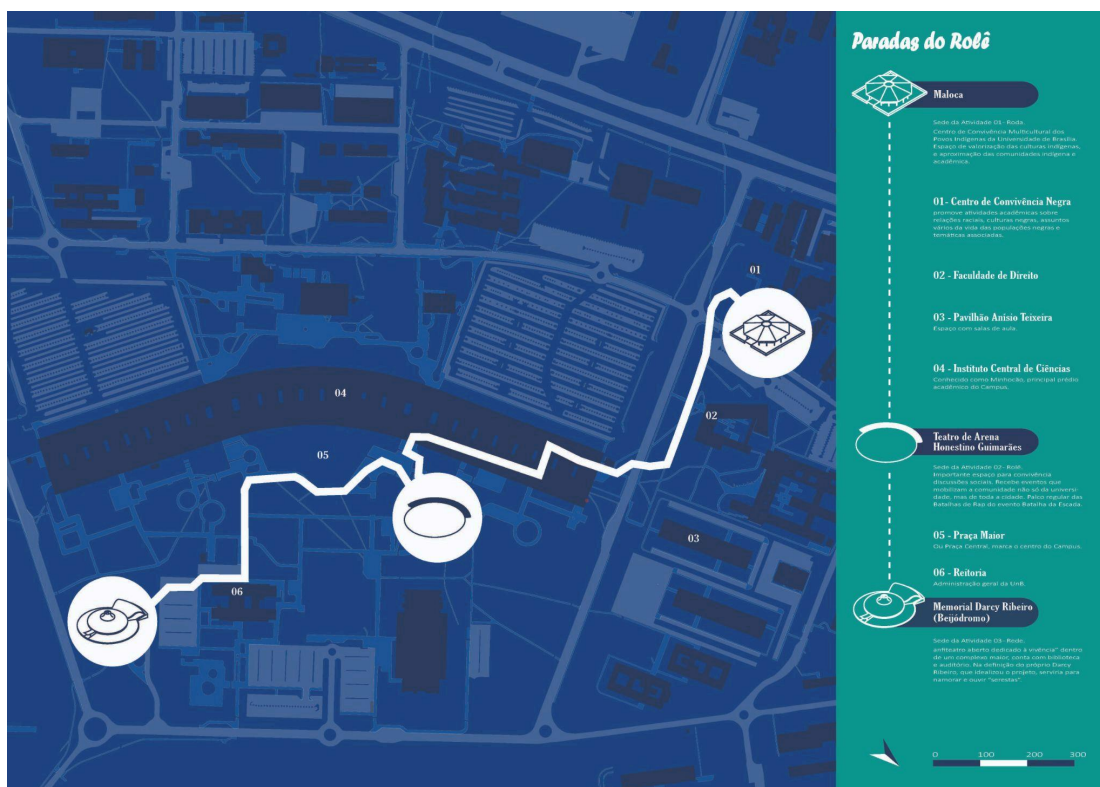 Paradas do Rolê
Maloca
Sede da Atividade 01- Roda.
Centro de Convivência Multicultural dos
Povos Indígenas da Universidade de Brasília.
Espaço de valorização das culturas indígenas,
e aproximação das comunidades indígena e
acadêmica.
01- Centro de Convivência Negra
promove atividades acadêmicas sobre
relações raciais, culturas negras, assuntos
vários da vida das populações negras e
temáticas associadas.
02 - Faculdade de Direito
03 - Pavilhão Anísio Teixeira
Espaço com salas de aula.
04 - Instituto Central de Ciências
Conhecido como Minhocão, principal prédio
acadêmico do Campus.
Teatro de Arena
Honestino Guimarães
Sede da Atividade 02- Rolê.
Importante espaço para convivência
discussões sociais. Recebe eventos que
mobilizam a comunidade não só da universi-
dade, mas de toda a cidade. Palco regular das
Batalhas de Rap do evento Batalha da Escada.
05 - Praça Maior
Ou Praça Central, marca o centro do Campus.
06 - Reitoria
Administração geral da UnB.
Memorial Darcy Ribeiro
(Beijódromo)
Sede da Atividade 03- Rede.
anfiteatro aberto dedicado à vivência" dentro
de um complexo maior, conta com biblioteca
e auditório. Na definição do próprio Darcy
Ribeiro, que idealizou o projeto, serviria para
namorar e ouvir "serestas".
0 100 200 300
01
02
03
04
05
06